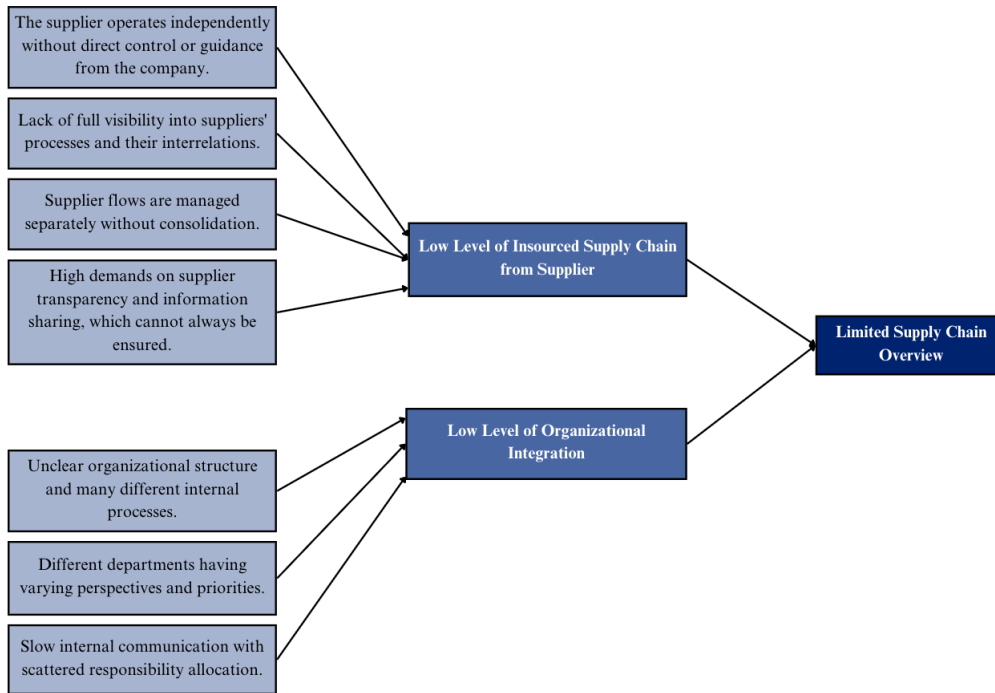 The supplier operates independently
without direct control or guidance
from the company.
Lack of full visibility into suppliers'
processes and their interrelations.
Supplier flows are managed
separately without consolidation.
High demands on supplier
transparency and information
sharing, which cannot always be
ensured.
Low Level of Insourced Supply Chain
from Supplier
Limited Supply Chain
Overview
Low Level of Organizational
Integration
Unclear organizational structure
and many different internal
processes.
Different departments having
varying perspectives and priorities.
Slow internal communication with
scattered responsibility allocation.